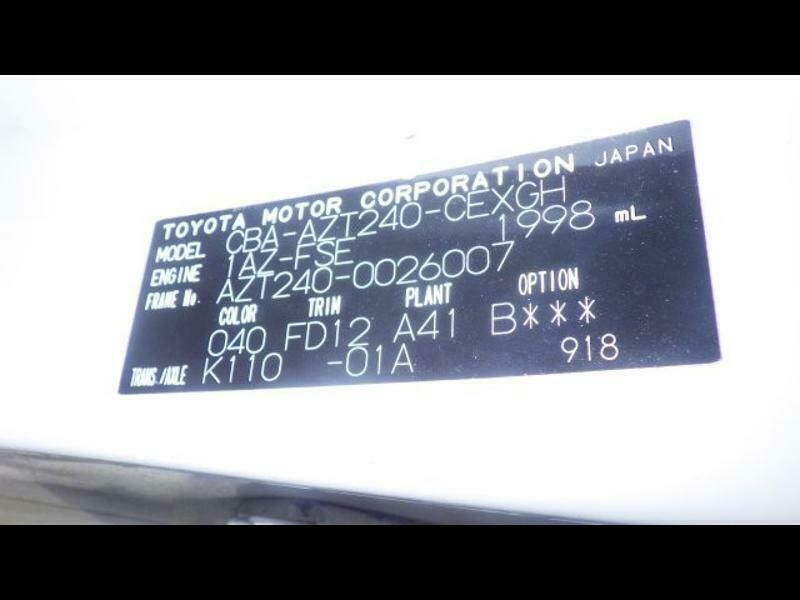 TOYOTA MOTOR CORPORATION JAPAN
MODEL CBA-AZT240-CEXGH
ENGINE 1AZ-FSE 1998 mL
FRAME No. AZT240-0026007
COLOR TRIM PLANT OPTION
040 FD12 A41 B***
TRANS./AXLE K110 -01A 918